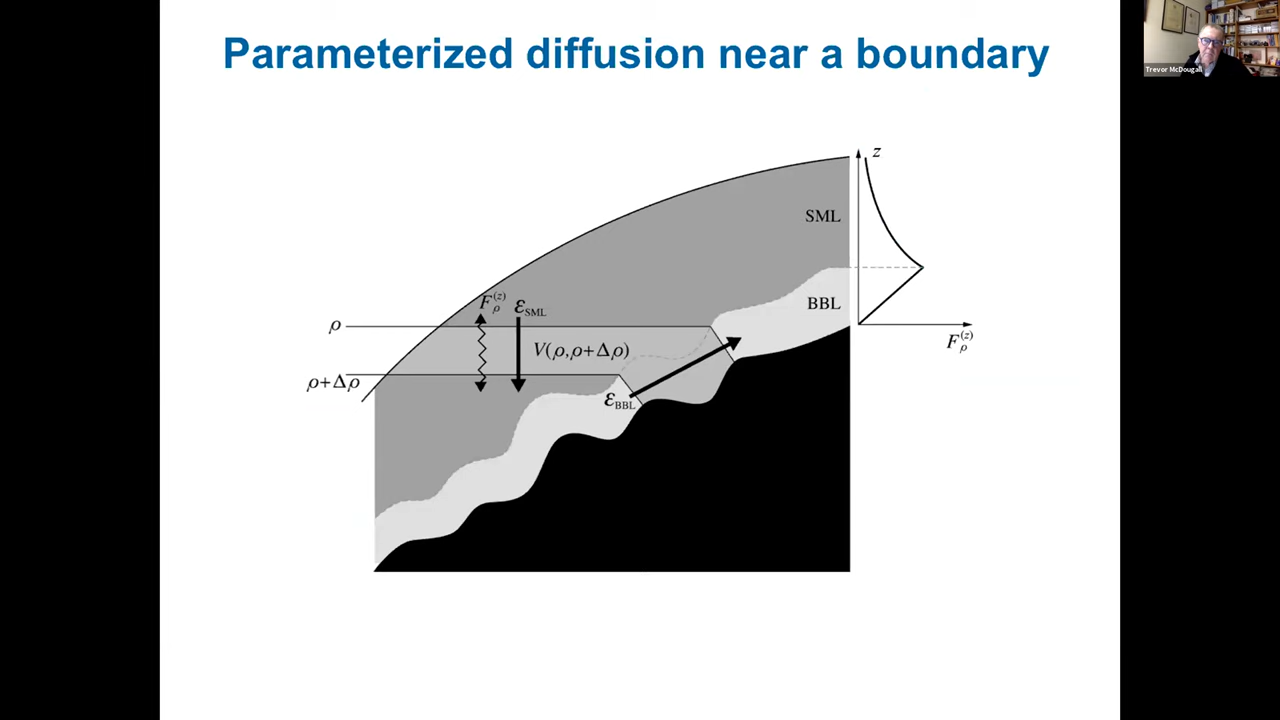 Parameterized diffusion near a boundary
Trevor McDougall
z
SML
F_ρ^(z) ε_SML
BBL
ρ
F_ρ^(z)
V(ρ,ρ+Δρ)
ρ+Δρ
ε_BBL